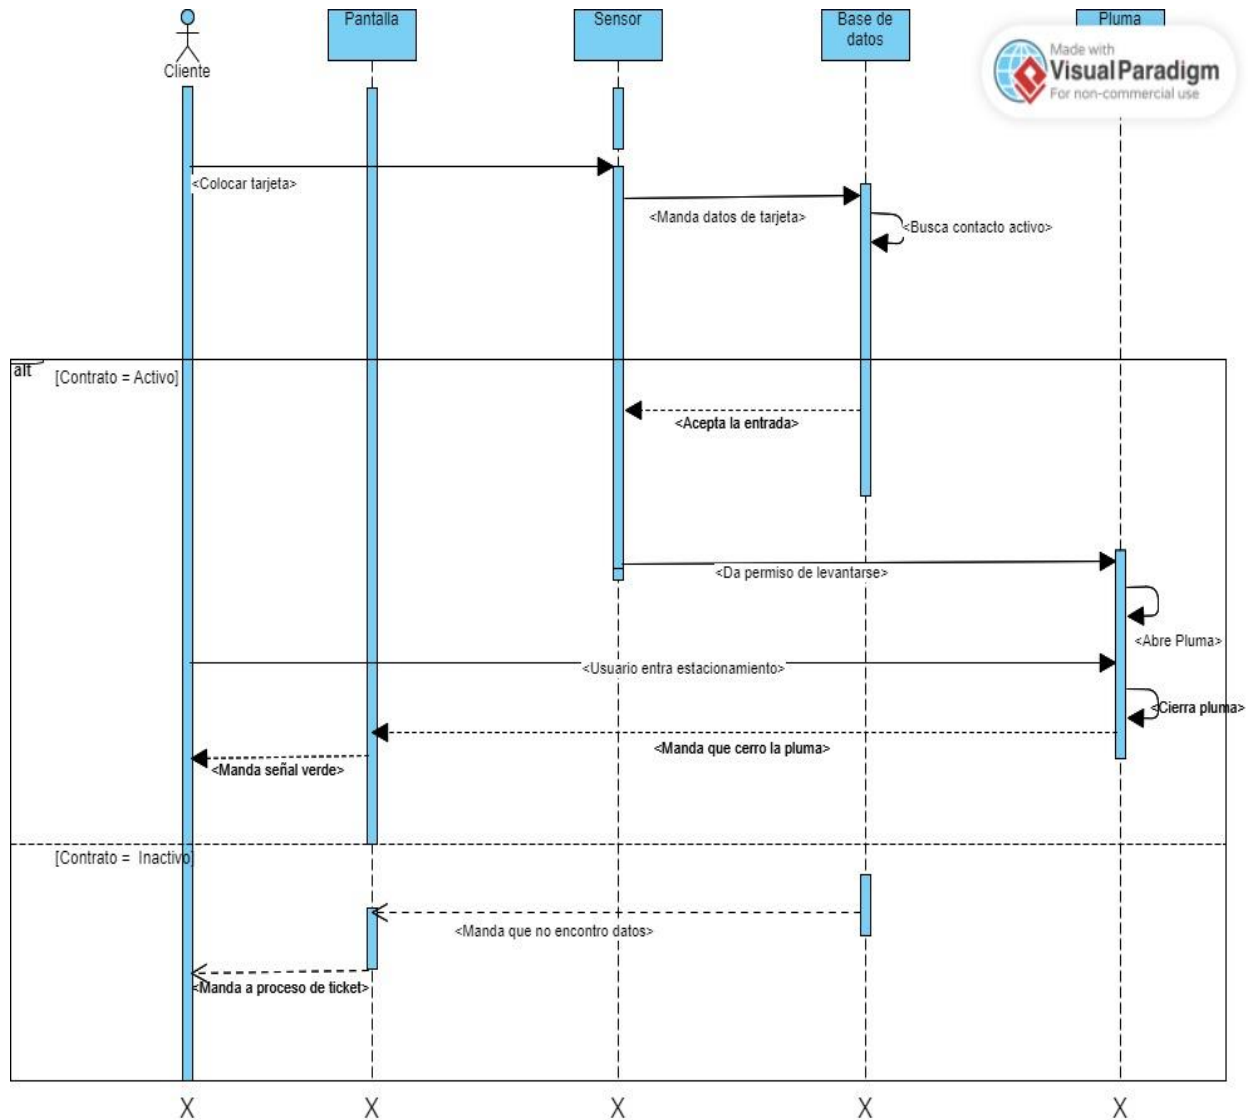 Cliente
Pantalla
Sensor
Base de
datos
Pluma
Made with
Visual Paradigm
For non-commercial use
<Colocar tarjeta>
<Manda datos de tarjeta>
<Busca contacto activo>
alt
[Contrato = Activo]
<Acepta la entrada>
<Da permiso de levantarse>
<Abre Pluma>
<Usuario entra estacionamiento>
<Cierra pluma>
<Manda que cerro la pluma>
<Manda señal verde>
[Contrato = Inactivo]
<Manda que no encontro datos>
<Manda a proceso de ticket>
X X X X X